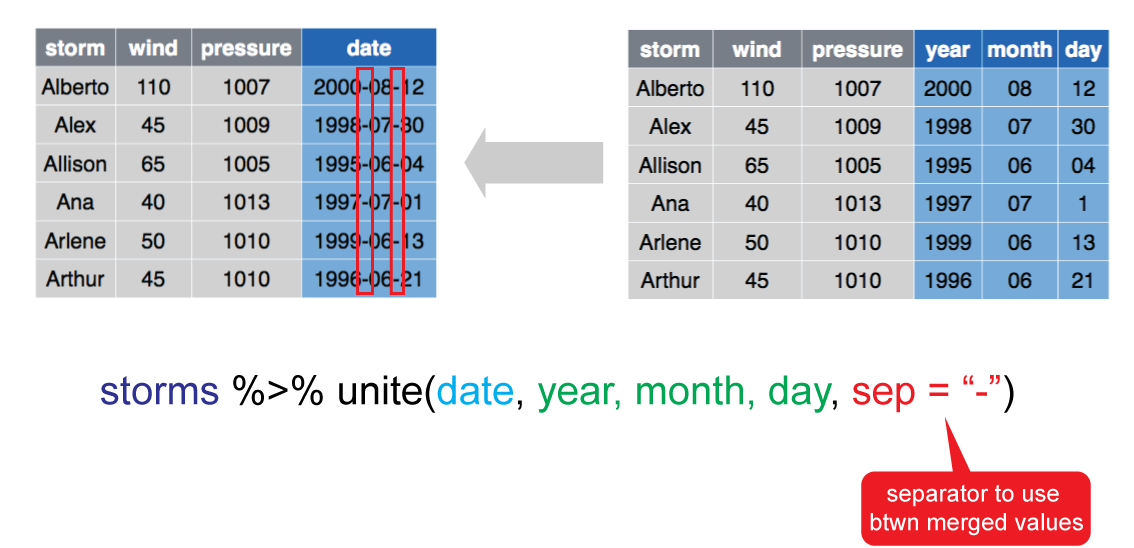 storm wind pressure date
Alberto 110 1007 2000-08-12
Alex 45 1009 1998-07-30
Allison 65 1005 1995-06-04
Ana 40 1013 1997-07-01
Arlene 50 1010 1999-06-13
Arthur 45 1010 1996-06-21
storm wind pressure year month day
Alberto 110 1007 2000 08 12
Alex 45 1009 1998 07 30
Allison 65 1005 1995 06 04
Ana 40 1013 1997 07 1
Arlene 50 1010 1999 06 13
Arthur 45 1010 1996 06 21
storms %>% unite(date, year, month, day, sep = “-”)
separator to use
btwn merged values